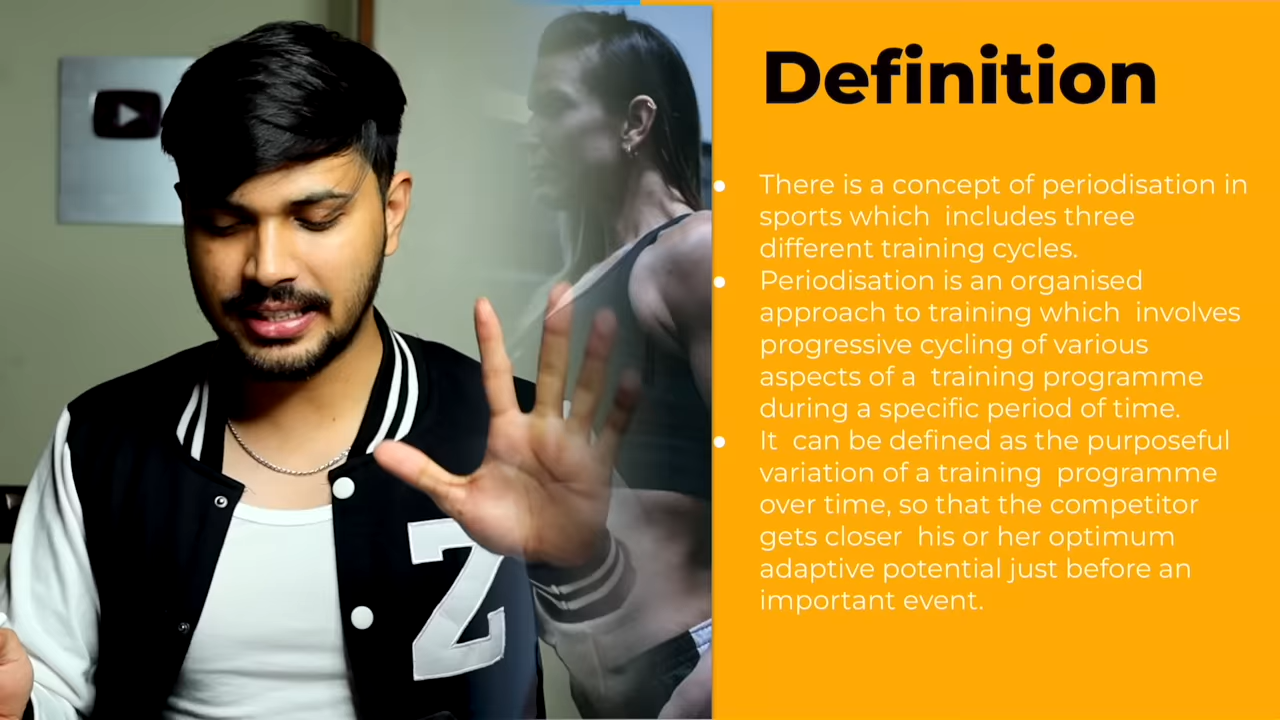 Definition
There is a concept of periodisation in
sports which includes three
different training cycles.
Periodisation is an organised
approach to training which involves
progressive cycling of various
aspects of a training programme
during a specific period of time.
It can be defined as the purposeful
variation of a training programme
over time, so that the competitor
gets closer his or her optimum
adaptive potential just before an
important event.
Z